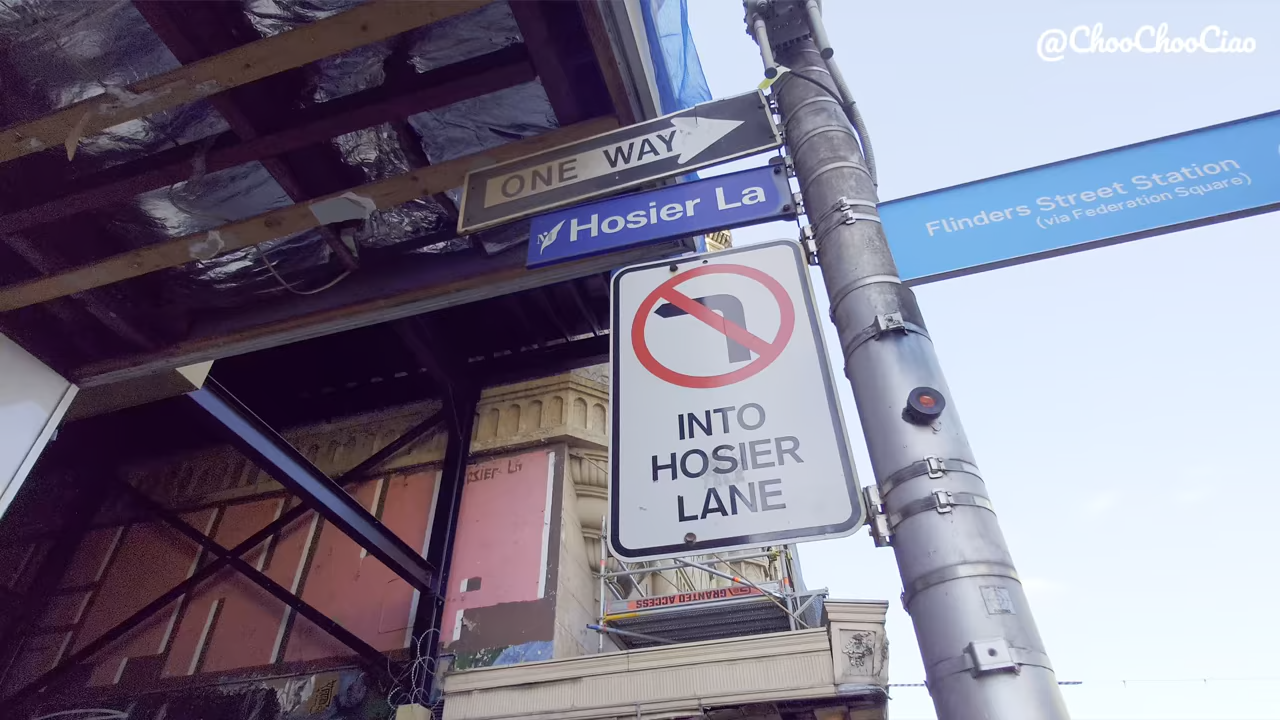 @ChooChooCiao
ONE WAY
Hosier La
Flinders Street Station
(via Federation Square)
INTO
HOSIER
LANE
GRANTED ACCESS